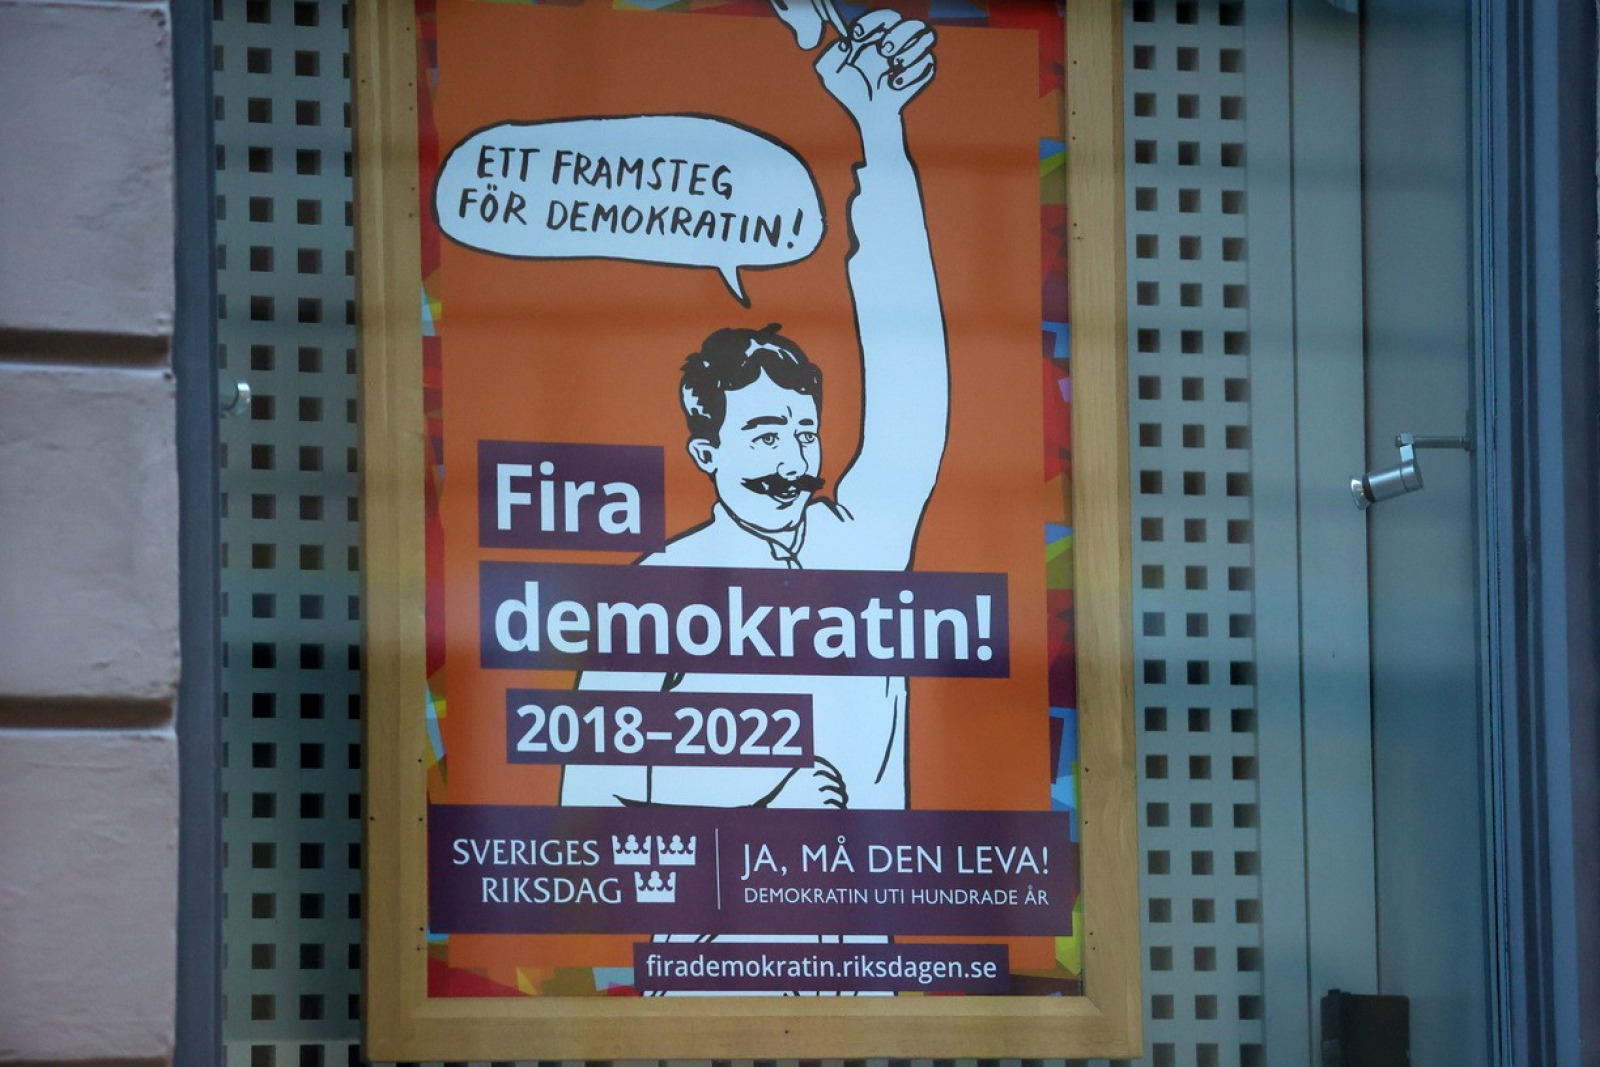 ETT FRAMSTEG
FÖR DEMOKRATIN!
Fira
demokratin!
2018–2022
SVERIGES
RIKSDAG
JA, MÅ DEN LEVA!
DEMOKRATIN UTI HUNDRADE ÅR
firademokratin.riksdagen.se